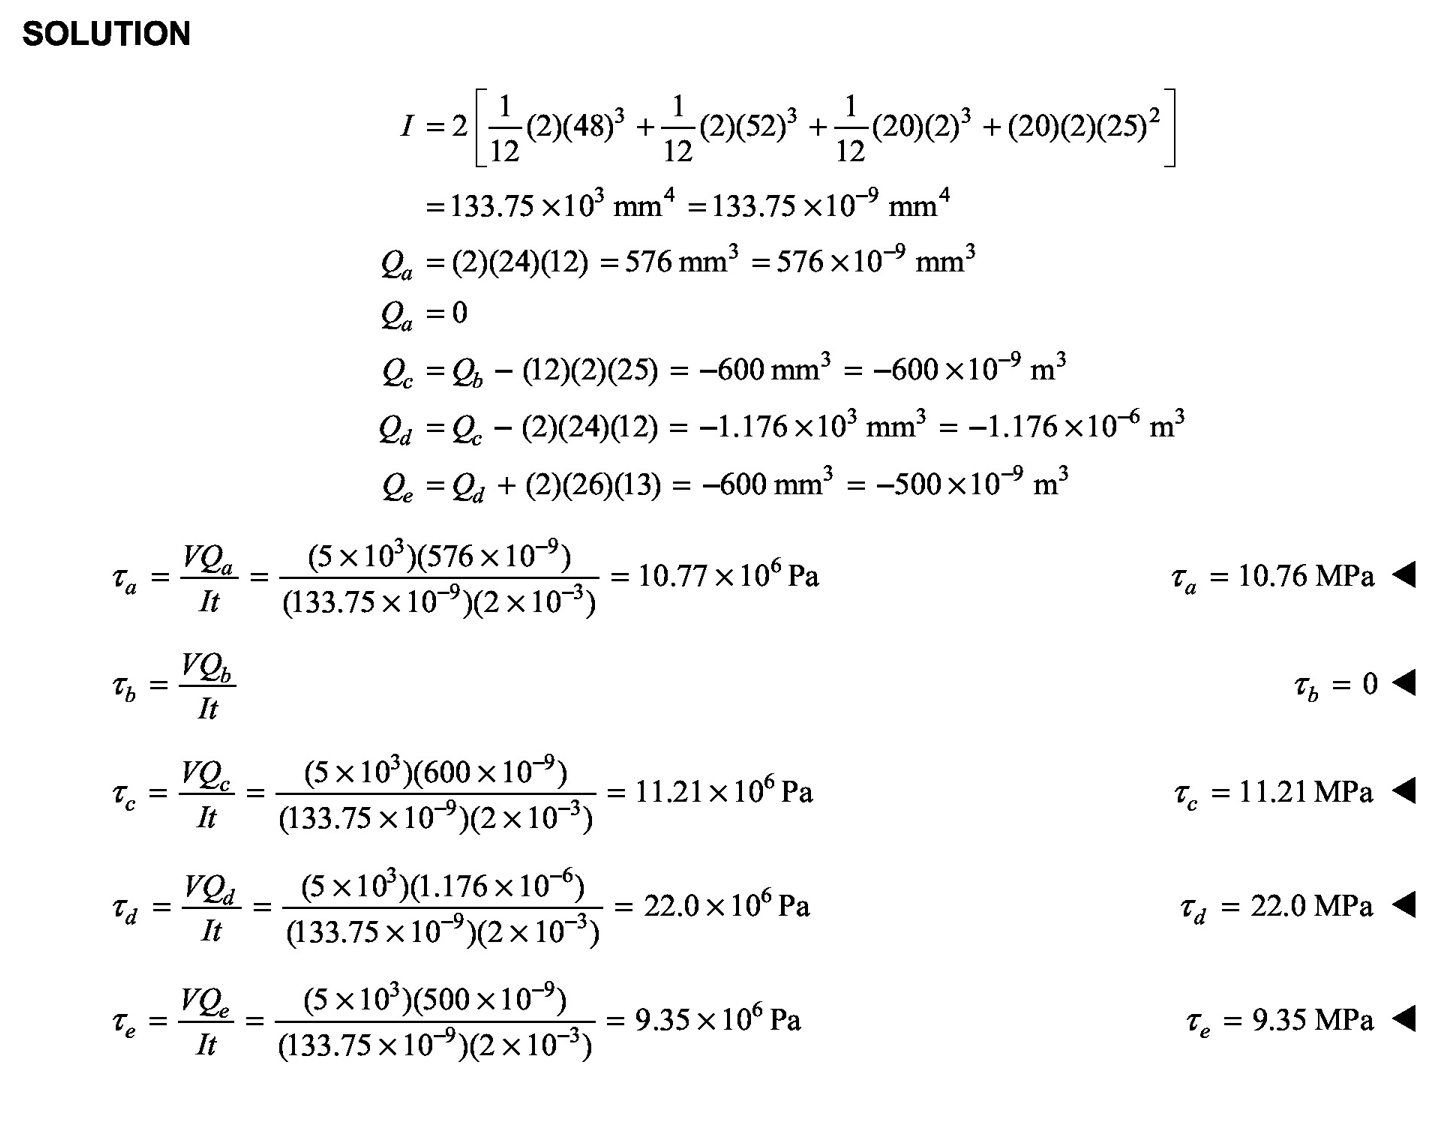 SOLUTION
I = 2[1/12 (2)(48)³ + 1/12 (2)(52)³ + 1/12 (20)(2)³ + (20)(2)(25)²]
= 133.75 × 10³ mm⁴ = 133.75 × 10⁻⁹ mm⁴
Qₐ = (2)(24)(12) = 576 mm³ = 576 × 10⁻⁹ mm³
Qₐ = 0
Q_c = Q_b − (12)(2)(25) = −600 mm³ = −600 × 10⁻⁹ m³
Q_d = Q_c − (2)(24)(12) = −1.176 × 10³ mm³ = −1.176 × 10⁻⁶ m³
Q_e = Q_d + (2)(26)(13) = −600 mm³ = −500 × 10⁻⁹ m³
τₐ = VQₐ/It = (5 × 10³)(576 × 10⁻⁹)/(133.75 × 10⁻⁹)(2 × 10⁻³) = 10.77 × 10⁶ Pa τₐ = 10.76 MPa ◀
τ_b = VQ_b/It τ_b = 0 ◀
τ_c = VQ_c/It = (5 × 10³)(600 × 10⁻⁹)/(133.75 × 10⁻⁹)(2 × 10⁻³) = 11.21 × 10⁶ Pa τ_c = 11.21 MPa ◀
τ_d = VQ_d/It = (5 × 10³)(1.176 × 10⁻⁶)/(133.75 × 10⁻⁹)(2 × 10⁻³) = 22.0 × 10⁶ Pa τ_d = 22.0 MPa ◀
τ_e = VQ_e/It = (5 × 10³)(500 × 10⁻⁹)/(133.75 × 10⁻⁹)(2 × 10⁻³) = 9.35 × 10⁶ Pa τ_e = 9.35 MPa ◀